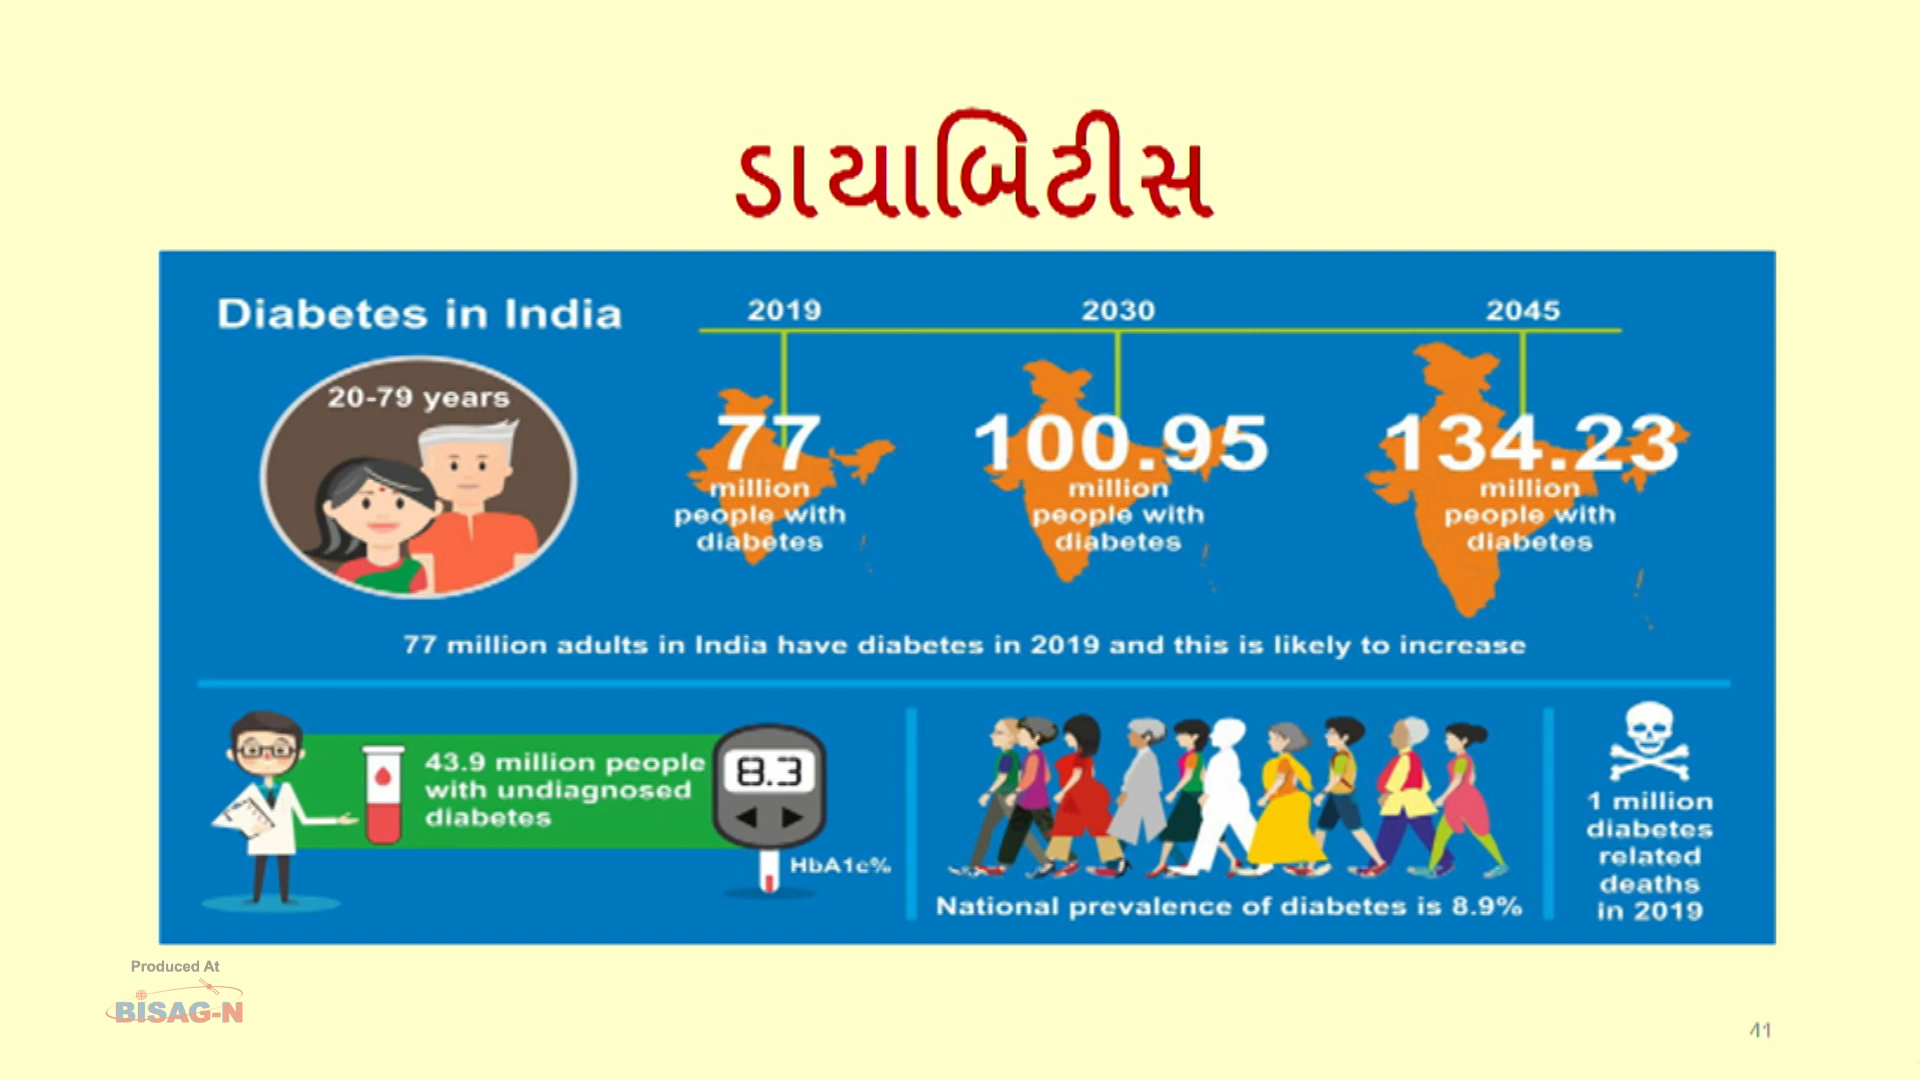 ડાયાબિટીસ
Diabetes in India
20-79 years
2019
2030
2045
77
million
people with
diabetes
100.95
million
people with
diabetes
134.23
million
people with
diabetes
77 million adults in India have diabetes in 2019 and this is likely to increase
43.9 million people
with undiagnosed
diabetes
8.3
HbA1c%
National prevalence of diabetes is 8.9%
1 million
diabetes
related
deaths
in 2019
Produced At
BISAG-N
41